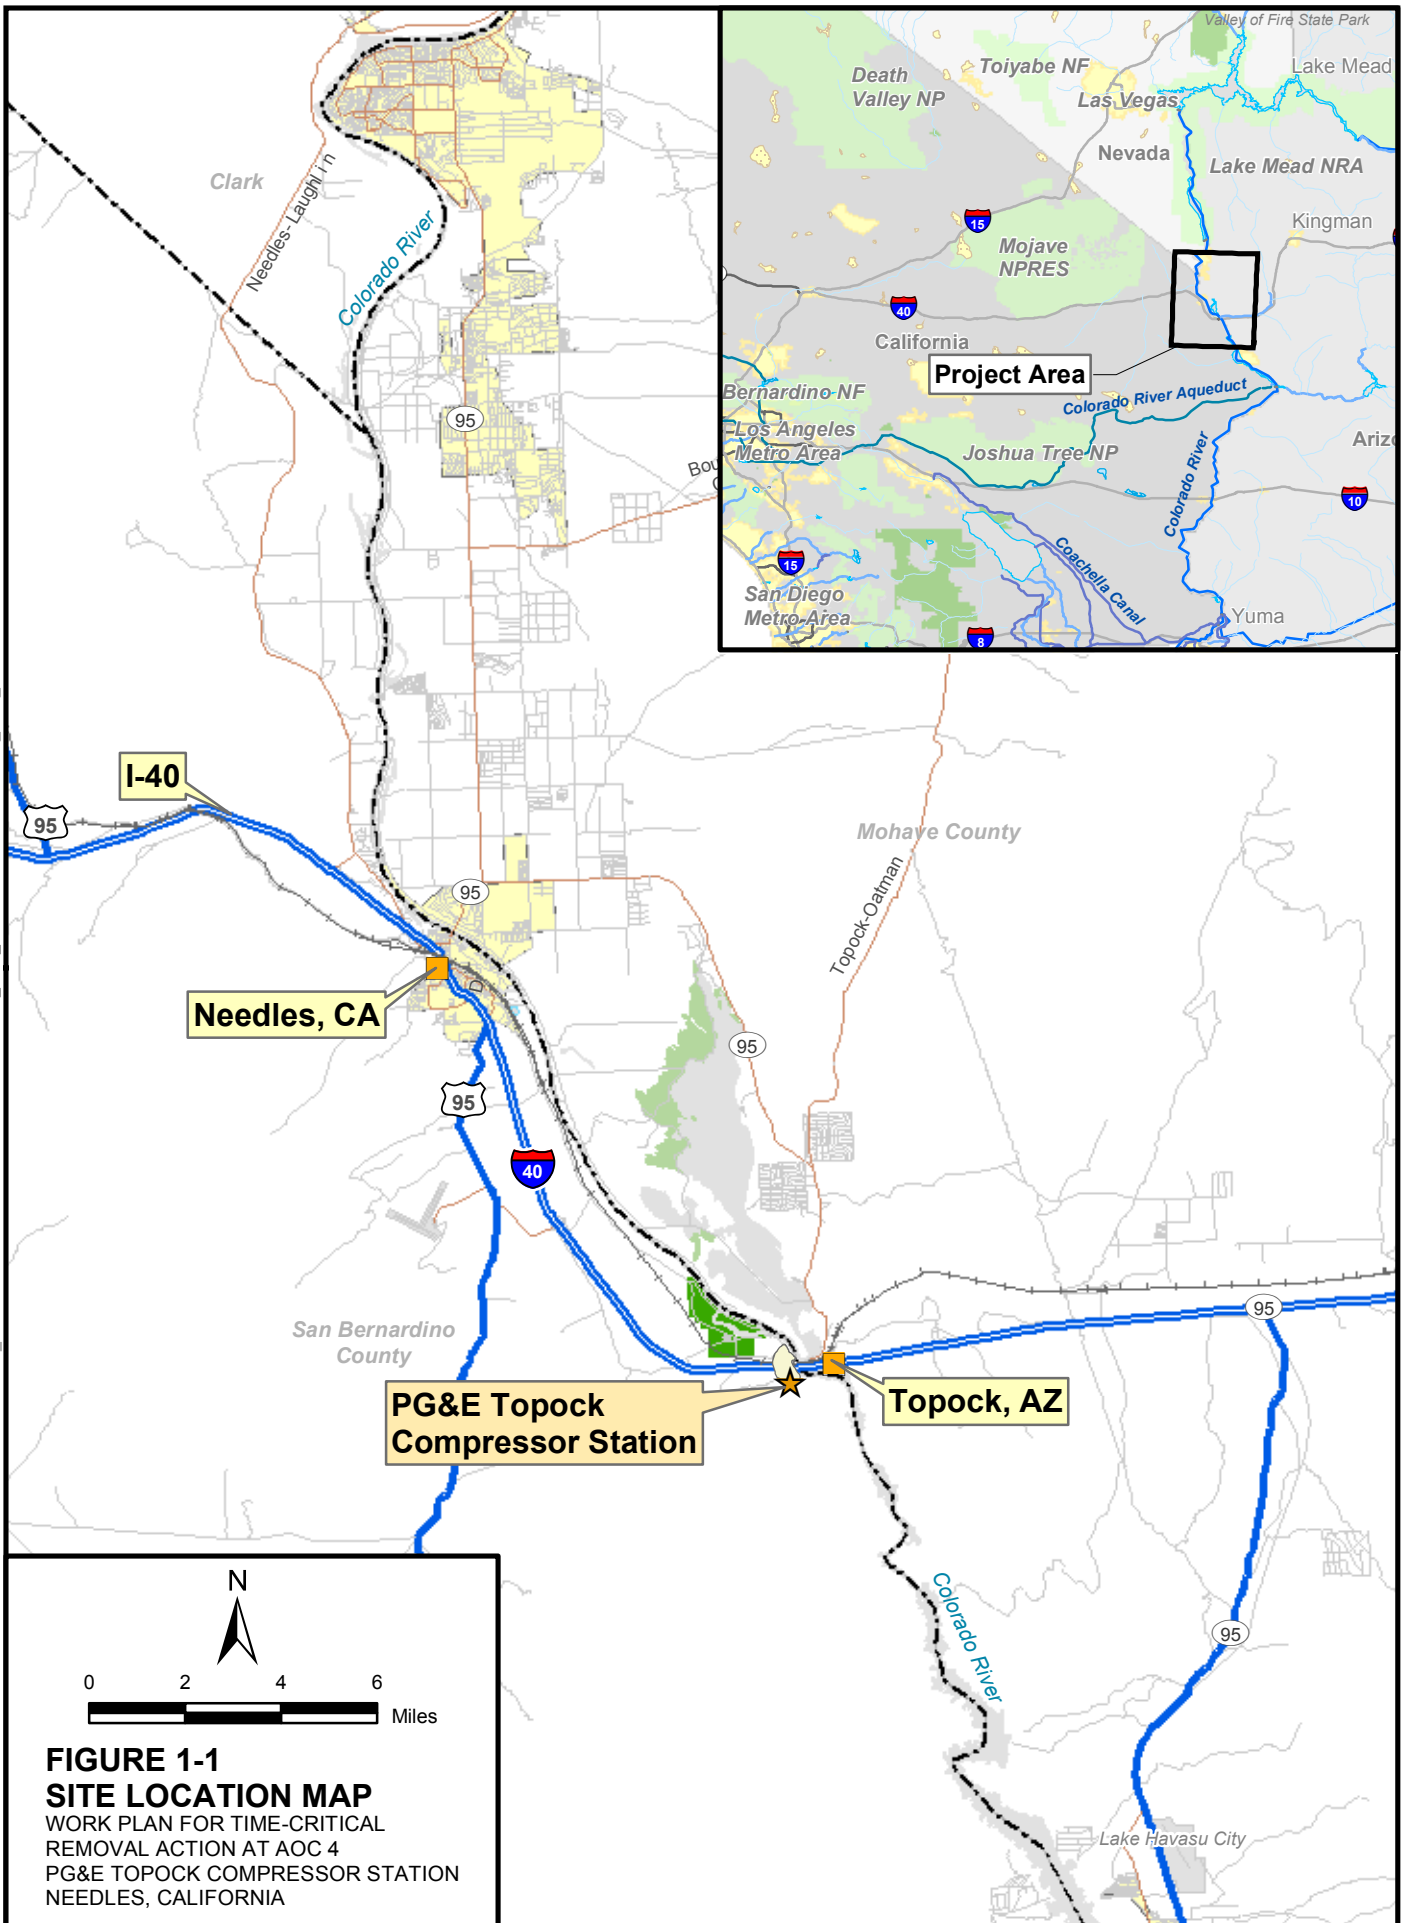 Valley of Fire State Park
Lake Mead
Toiyabe NF
Death
Valley NP
Las Vegas
Nevada
Lake Mead NRA
Clark
Needles-Laughlin
Colorado River
15
Kingman
Mojave
NPRES
40
California
Project Area
Colorado River Aqueduct
Bernardino NF
Los Angeles
Metro Area
Joshua Tree NP
Colorado River
10
15
Coachella Canal
San Diego
Metro Area
8
Yuma
95
I-40
95
Mohave County
Topock-Oatman
95
Needles, CA
95
95
40
San Bernardino
County
95
PG&E Topock
Compressor Station
Topock, AZ
Colorado River
95
Lake Havasu City
N
0 2 4 6
Miles
FIGURE 1-1
SITE LOCATION MAP
WORK PLAN FOR TIME-CRITICAL
REMOVAL ACTION AT AOC 4
PG&E TOPOCK COMPRESSOR STATION
NEEDLES, CALIFORNIA